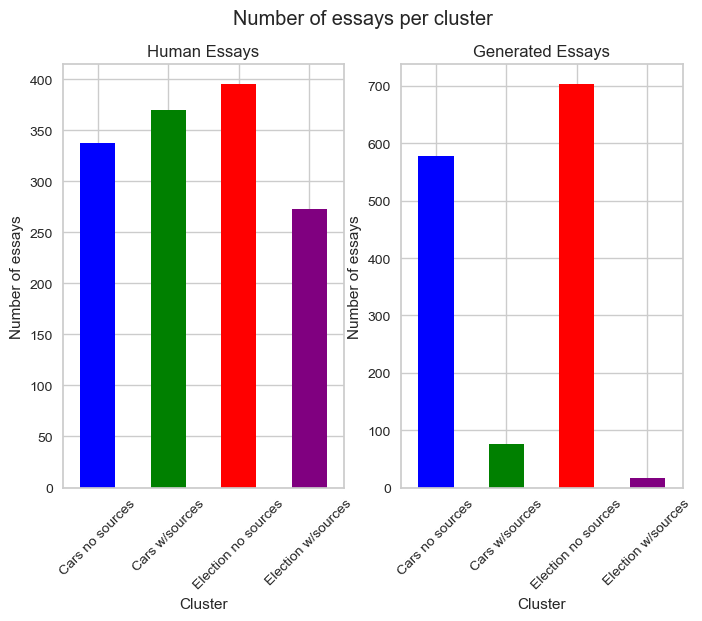 Number of essays per cluster
Human Essays
400
350
300
250
200
150
100
50
0
Number of essays
Cars no sources
Cars w/sources
Election no sources
Election w/sources
Cluster
Generated Essays
700
600
500
400
300
200
100
0
Number of essays
Cars no sources
Cars w/sources
Election no sources
Election w/sources
Cluster